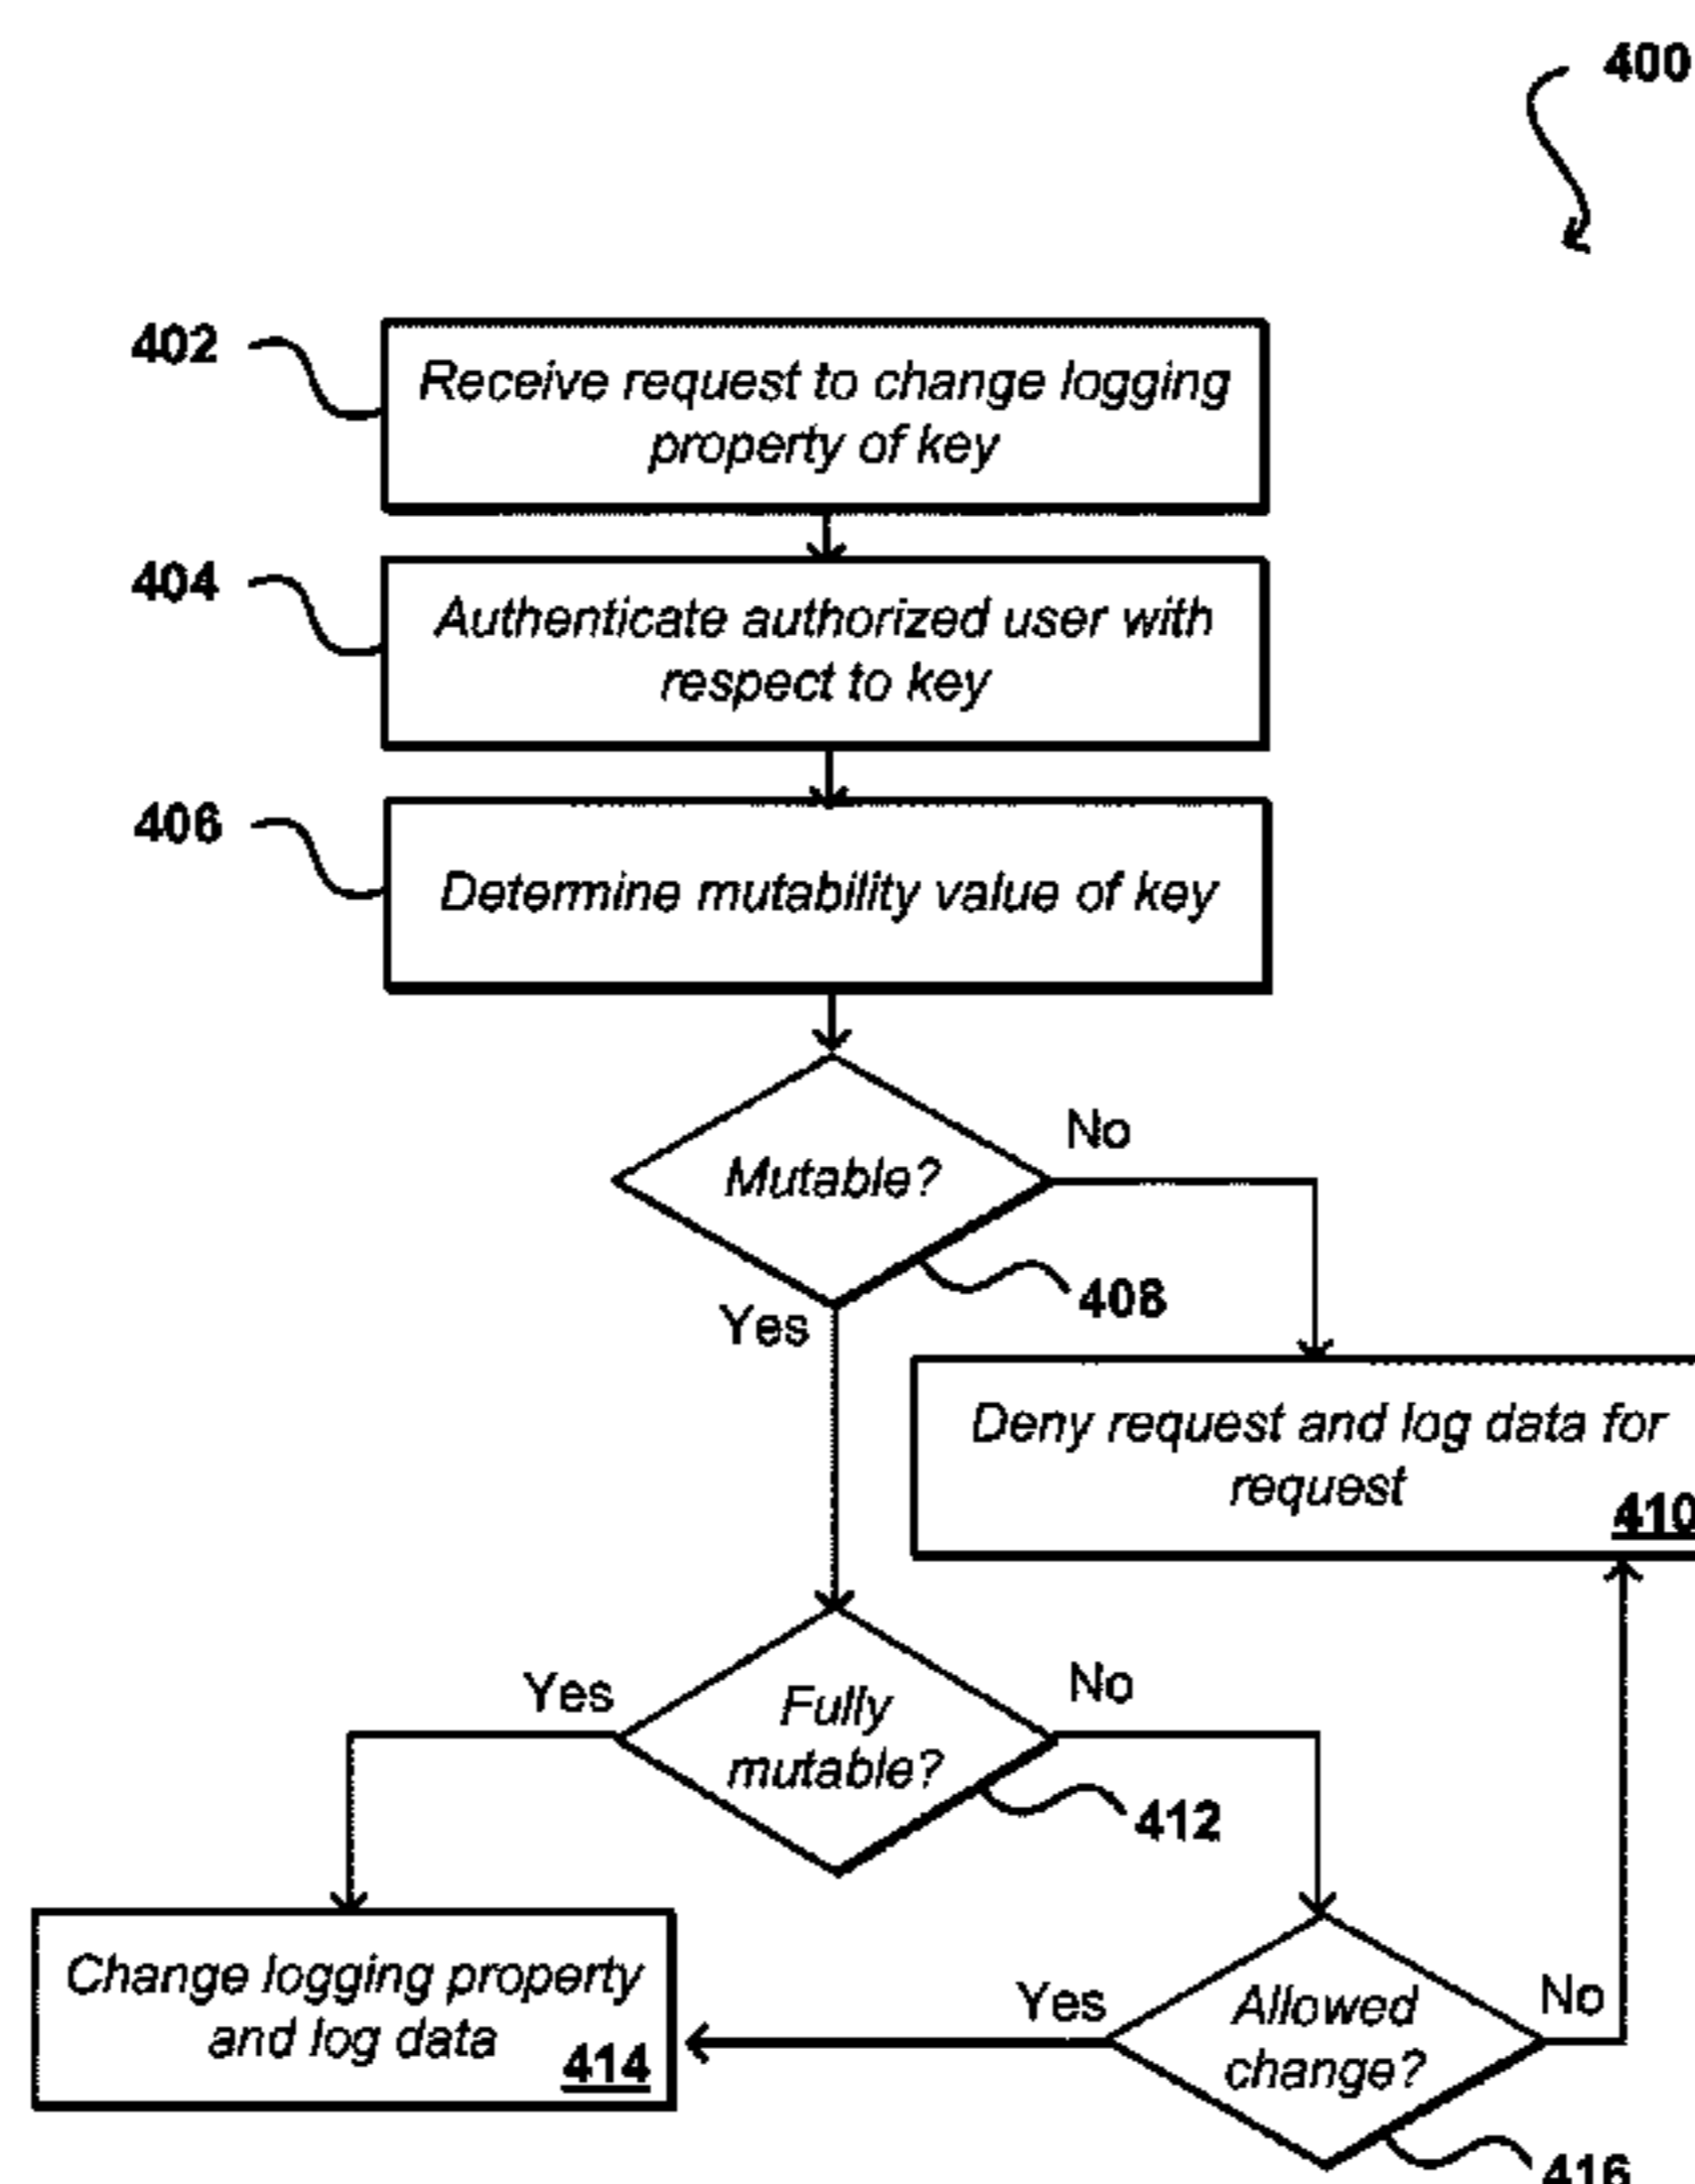 400
402
Receive request to change logging
property of key
404
Authenticate authorized user with
respect to key
406
Determine mutability value of key
Mutable?
No
408
Yes
Deny request and log data for
request
410
Yes
Fully
mutable?
No
412
Change logging property
and log data
414
Yes
Allowed
change?
No
416